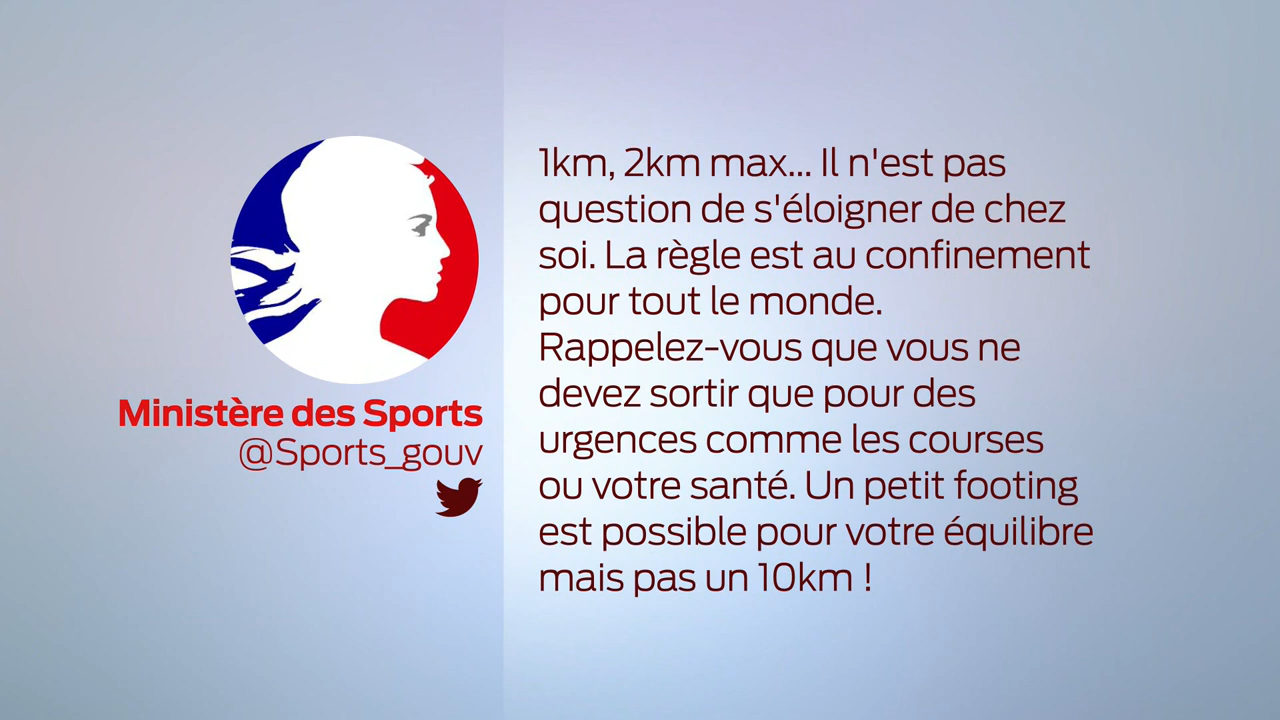 Ministère des Sports
@Sports_gouv
1km, 2km max... Il n'est pas
question de s'éloigner de chez
soi. La règle est au confinement
pour tout le monde.
Rappelez-vous que vous ne
devez sortir que pour des
urgences comme les courses
ou votre santé. Un petit footing
est possible pour votre équilibre
mais pas un 10km !